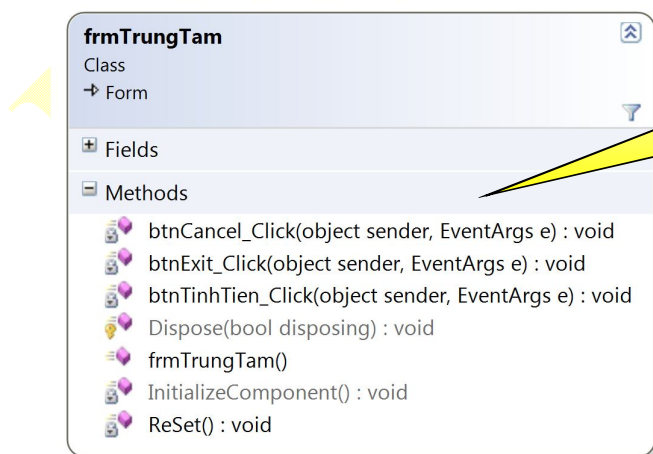 frmTrungTam
Class
Form
Fields
Methods
btnCancel_Click(object sender, EventArgs e) : void
btnExit_Click(object sender, EventArgs e) : void
btnTinhTien_Click(object sender, EventArgs e) : void
Dispose(bool disposing) : void
frmTrungTam()
InitializeComponent() : void
ReSet() : void